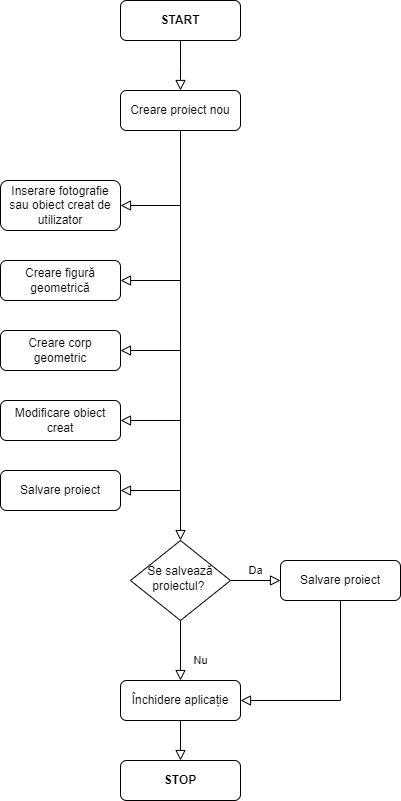 START
Creare proiect nou
Inserare fotografie
sau obiect creat de
utilizator
Creare figură
geometrică
Creare corp
geometric
Modificare obiect
creat
Salvare proiect
Se salvează
proiectul?
Da
Salvare proiect
Nu
Închidere aplicație
STOP